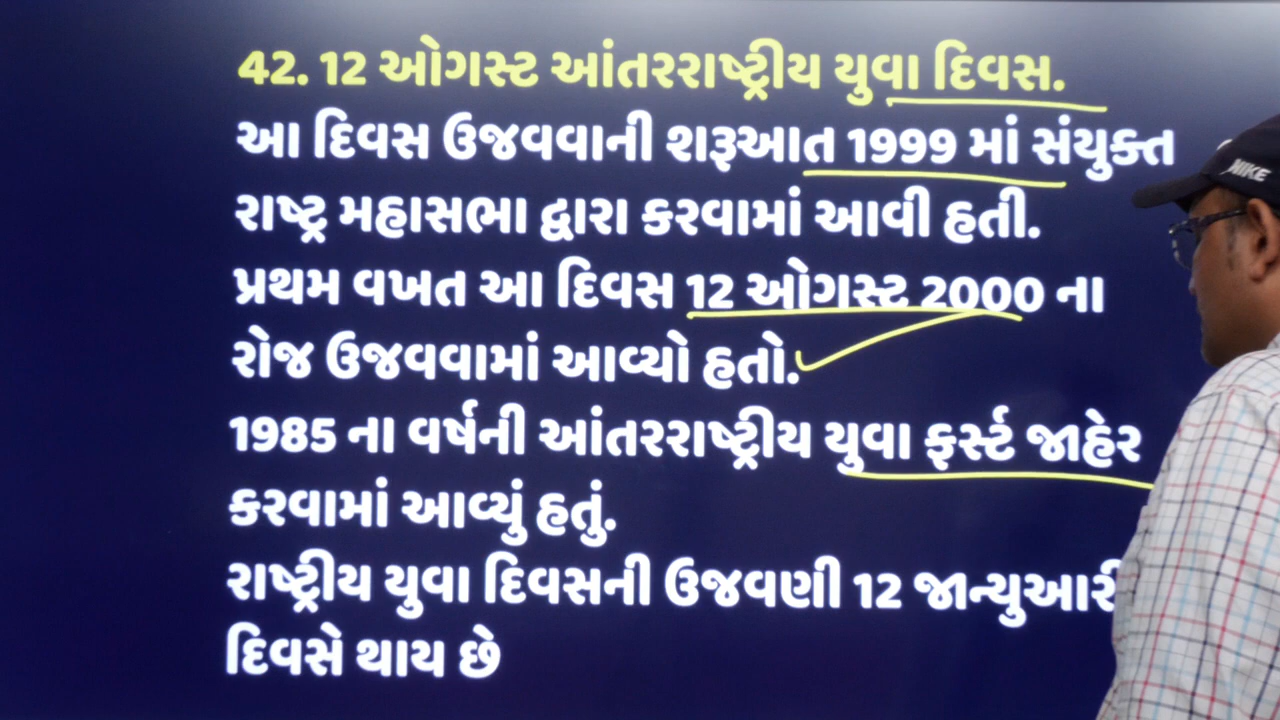 42. 12 ઓગસ્ટ આંતરરાષ્ટ્રીય યુવા દિવસ.
આ દિવસ ઉજવવાની શરૂઆત 1999 માં સંયુક્ત
રાષ્ટ્ર મહાસભા દ્વારા કરવામાં આવી હતી.
પ્રથમ વખત આ દિવસ 12 ઓગસ્ટ 2000 ના
રોજ ઉજવવામાં આવ્યો હતો.
1985 ના વર્ષની આંતરરાષ્ટ્રીય યુવા ફર્સ્ટ જાહેર
કરવામાં આવ્યું હતું.
રાષ્ટ્રીય યુવા દિવસની ઉજવણી 12 જાન્યુઆરી
દિવસે થાય છે
NIKE